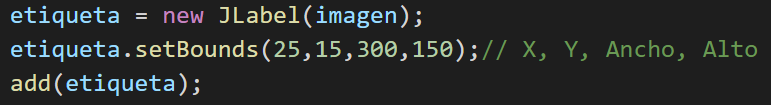 etiqueta = new JLabel(imagen);
etiqueta.setBounds(25,15,300,150);// X, Y, Ancho, Alto
add(etiqueta);